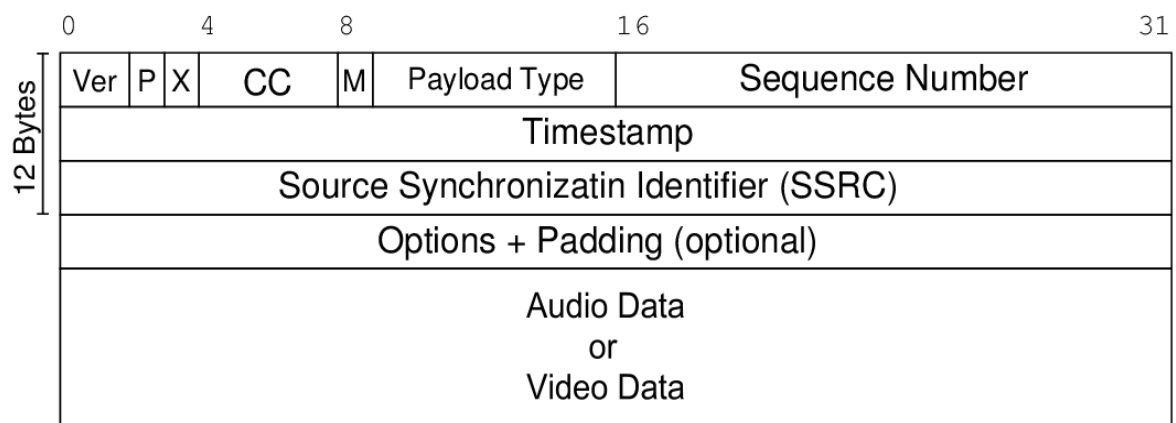 0 4 8 16 31
Ver P X CC M Payload Type Sequence Number
12 Bytes
Timestamp
Source Synchronizatin Identifier (SSRC)
Options + Padding (optional)
Audio Data
or
Video Data